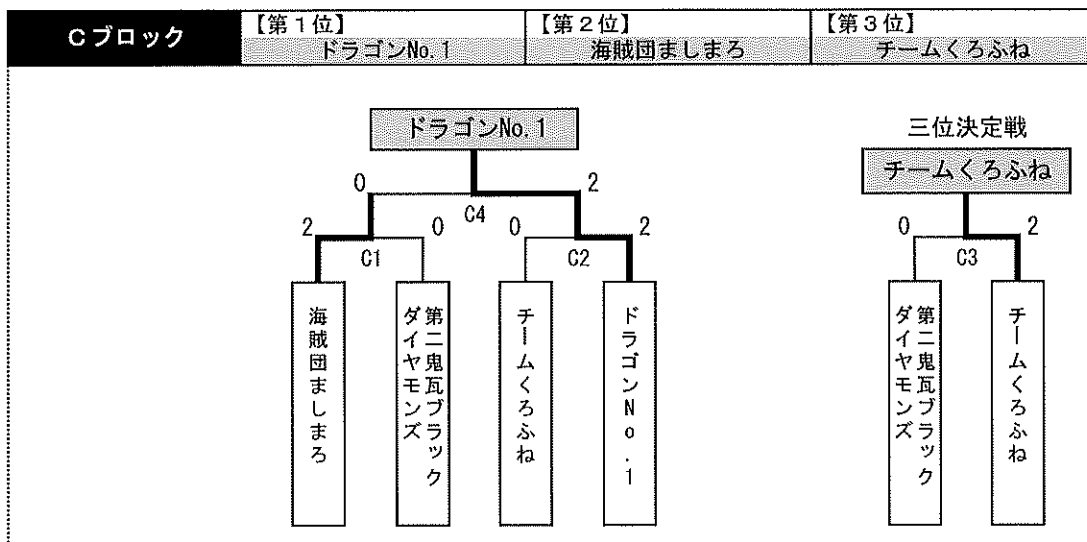 Cブロック
【第1位】
ドラゴンNo.1
【第2位】
海賊団ましまろ
【第3位】
チームくろふね
ドラゴンNo.1
三位決定戦
チームくろふね
0
2
C4
2
0
0
2
C1
C2
0
2
C3
海賊団ましまろ
第二鬼瓦ブラック
ダイヤモンズ
チームくろふね
ドラゴンNo.1
第二鬼瓦ブラック
ダイヤモンズ
チームくろふね